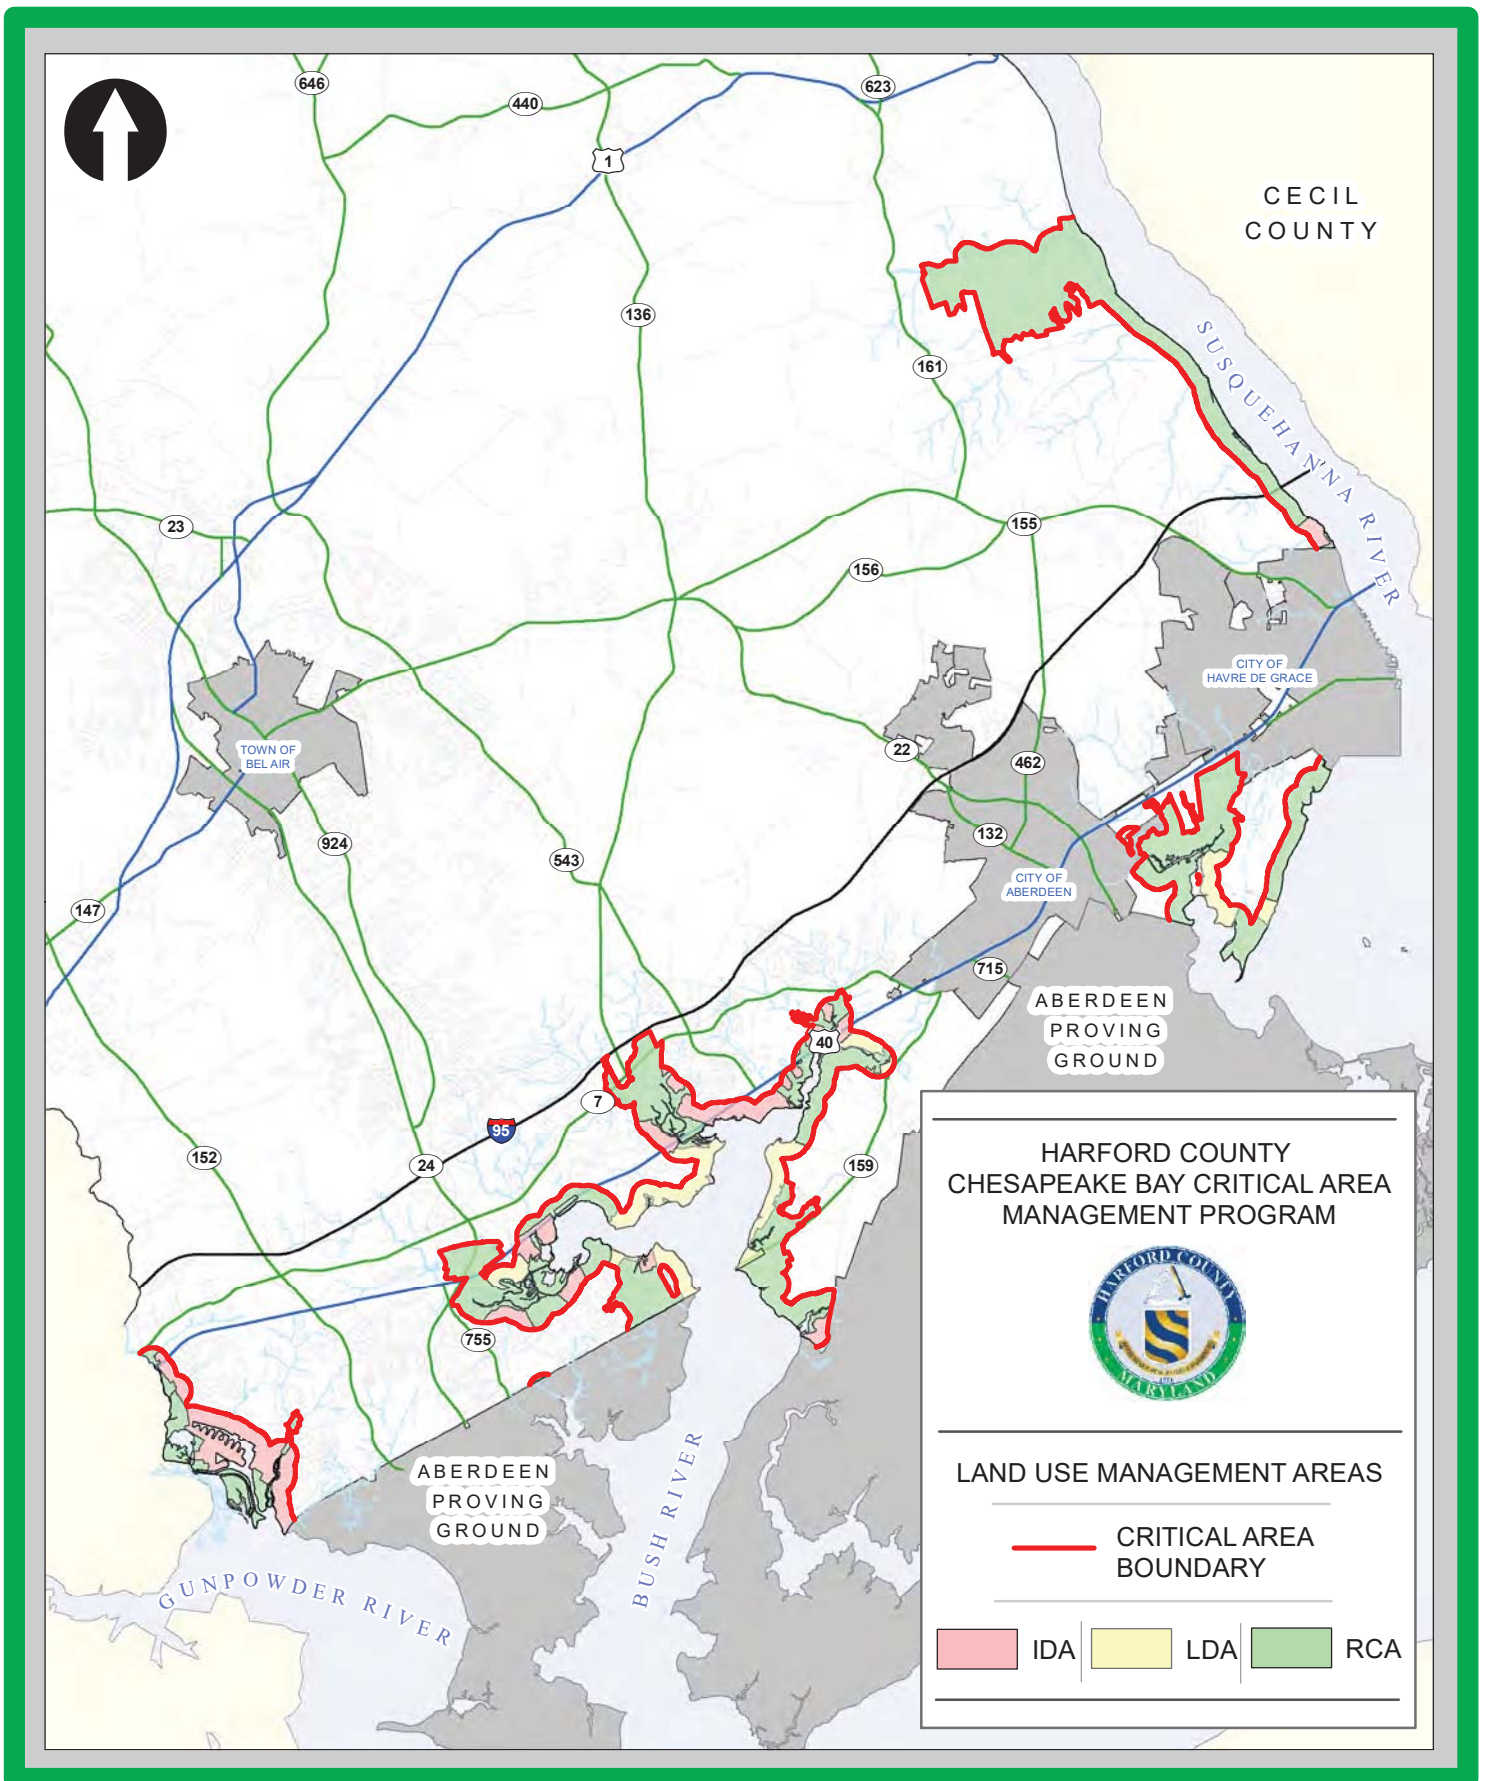 646
440
623
1
CECIL
COUNTY
136
161
SUSQUEHANNA RIVER
23
155
156
CITY OF
HAVRE DE GRACE
TOWN OF
BEL AIR
22
462
924
132
543
CITY OF
ABERDEEN
147
715
ABERDEEN
PROVING
GROUND
40
7
95
152
24
159
755
ABERDEEN
PROVING
GROUND
BUSH RIVER
GUNPOWDER RIVER
HARFORD COUNTY
CHESAPEAKE BAY CRITICAL AREA
MANAGEMENT PROGRAM
HARFORD COUNTY
MARYLAND
LAND USE MANAGEMENT AREAS
CRITICAL AREA
BOUNDARY
IDA
LDA
RCA